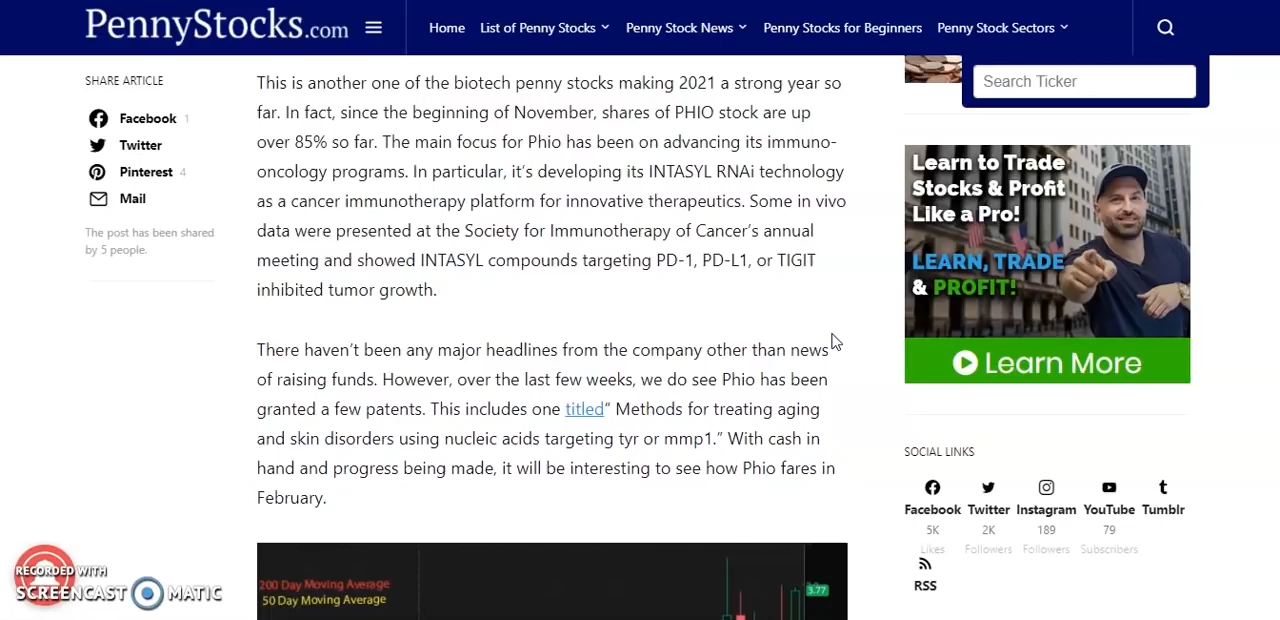 PennyStocks.com
Home List of Penny Stocks Penny Stock News Penny Stocks for Beginners Penny Stock Sectors
Search Ticker
SHARE ARTICLE
Facebook 1
Twitter
Pinterest 4
Mail
The post has been shared
by 5 people.
This is another one of the biotech penny stocks making 2021 a strong year so
far. In fact, since the beginning of November, shares of PHIO stock are up
over 85% so far. The main focus for Phio has been on advancing its immuno-
oncology programs. In particular, it’s developing its INTASYL RNAi technology
as a cancer immunotherapy platform for innovative therapeutics. Some in vivo
data were presented at the Society for Immunotherapy of Cancer’s annual
meeting and showed INTASYL compounds targeting PD-1, PD-L1, or TIGIT
inhibited tumor growth.
There haven’t been any major headlines from the company other than news
of raising funds. However, over the last few weeks, we do see Phio has been
granted a few patents. This includes one titled“ Methods for treating aging
and skin disorders using nucleic acids targeting tyr or mmp1.” With cash in
hand and progress being made, it will be interesting to see how Phio fares in
February.
200 Day Moving Average
50 Day Moving Average
3.77
Learn to Trade
Stocks & Profit
Like a Pro!
LEARN, TRADE
& PROFIT!
Learn More
SOCIAL LINKS
Facebook Twitter Instagram YouTube Tumblr
5K 2K 189 79
Likes Followers Followers Subscribers
RSS
RECORDED WITH
SCREENCAST MATIC